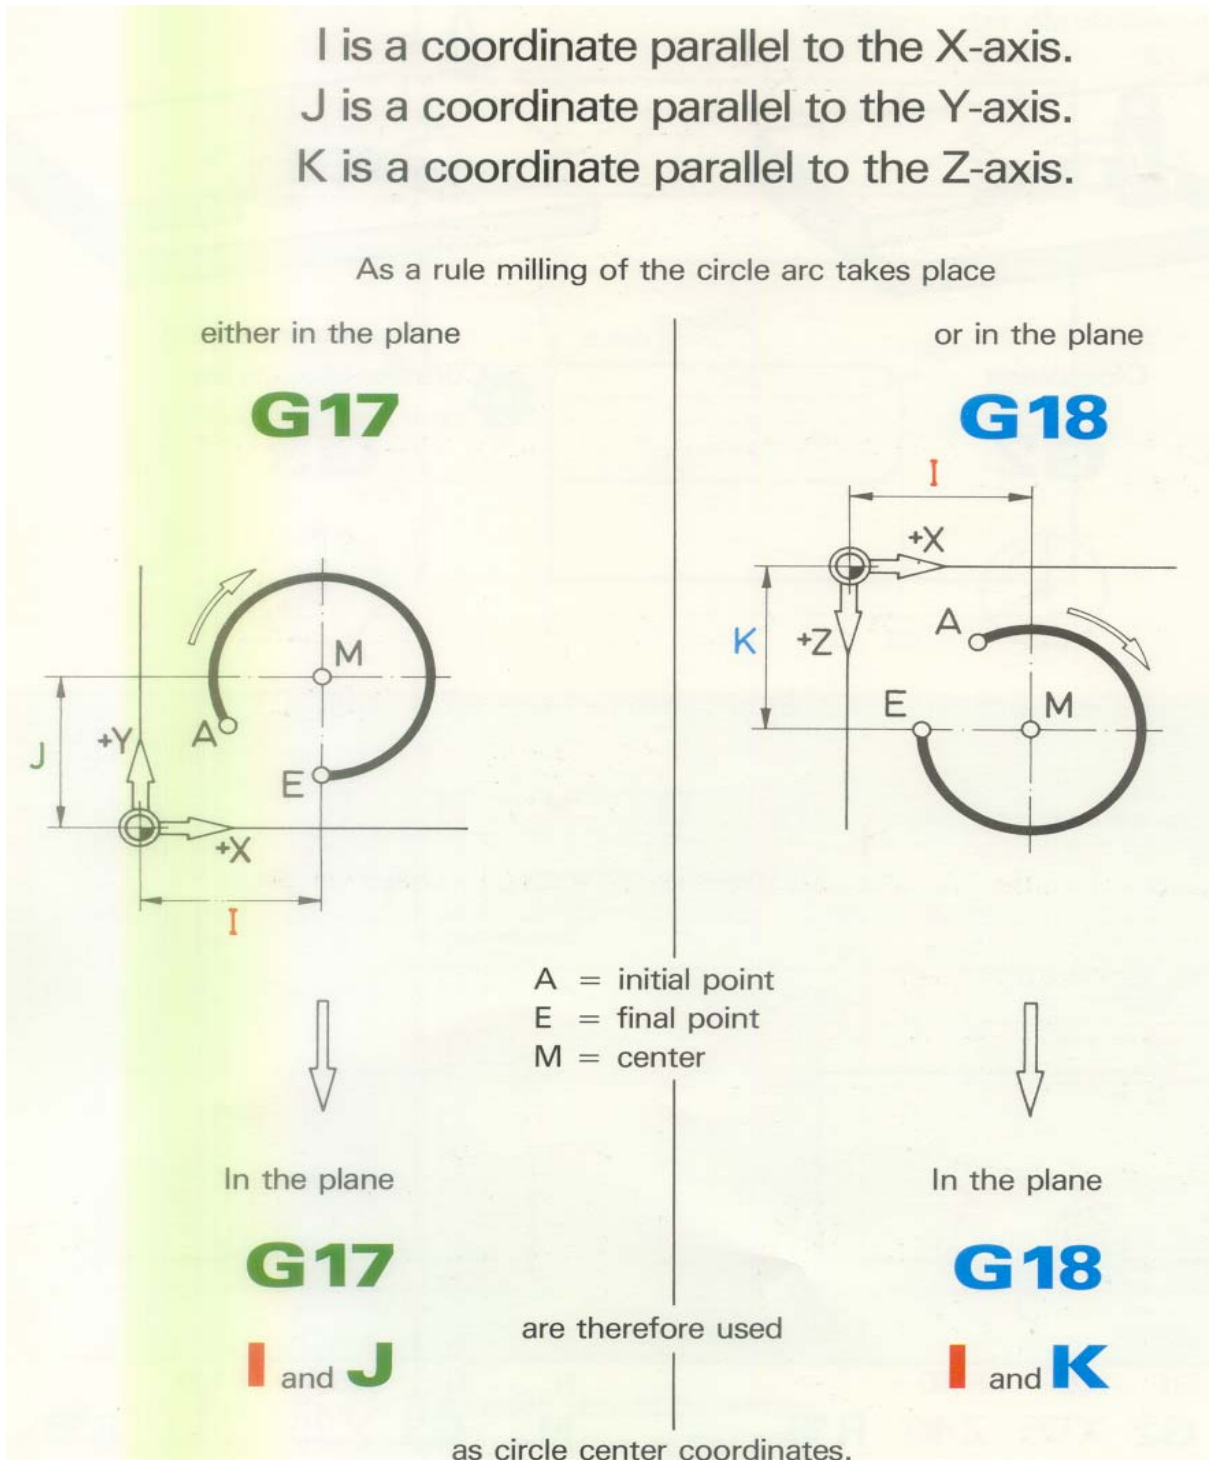 I is a coordinate parallel to the X-axis.
J is a coordinate parallel to the Y-axis.
K is a coordinate parallel to the Z-axis.
As a rule milling of the circle arc takes place
either in the plane
G17
J
+Y
+X
I
A
E
M
or in the plane
G18
I
+X
K
+Z
A
E
M
A = initial point
E = final point
M = center
In the plane
G17
I and J
are therefore used
In the plane
G18
I and K
as circle center coordinates.